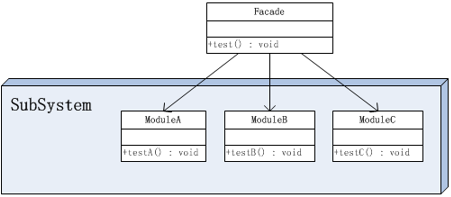 Facade
+test() : void
SubSystem
ModuleA
ModuleB
ModuleC
+testA() : void
+testB() : void
+testC() : void